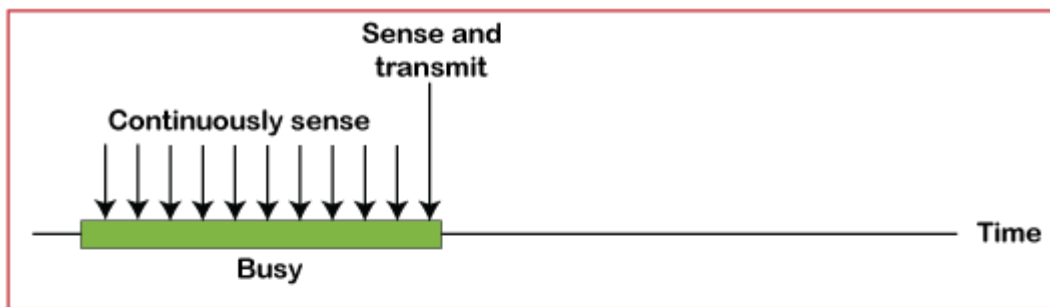 Sense and
transmit
Continuously sense
Time
Busy